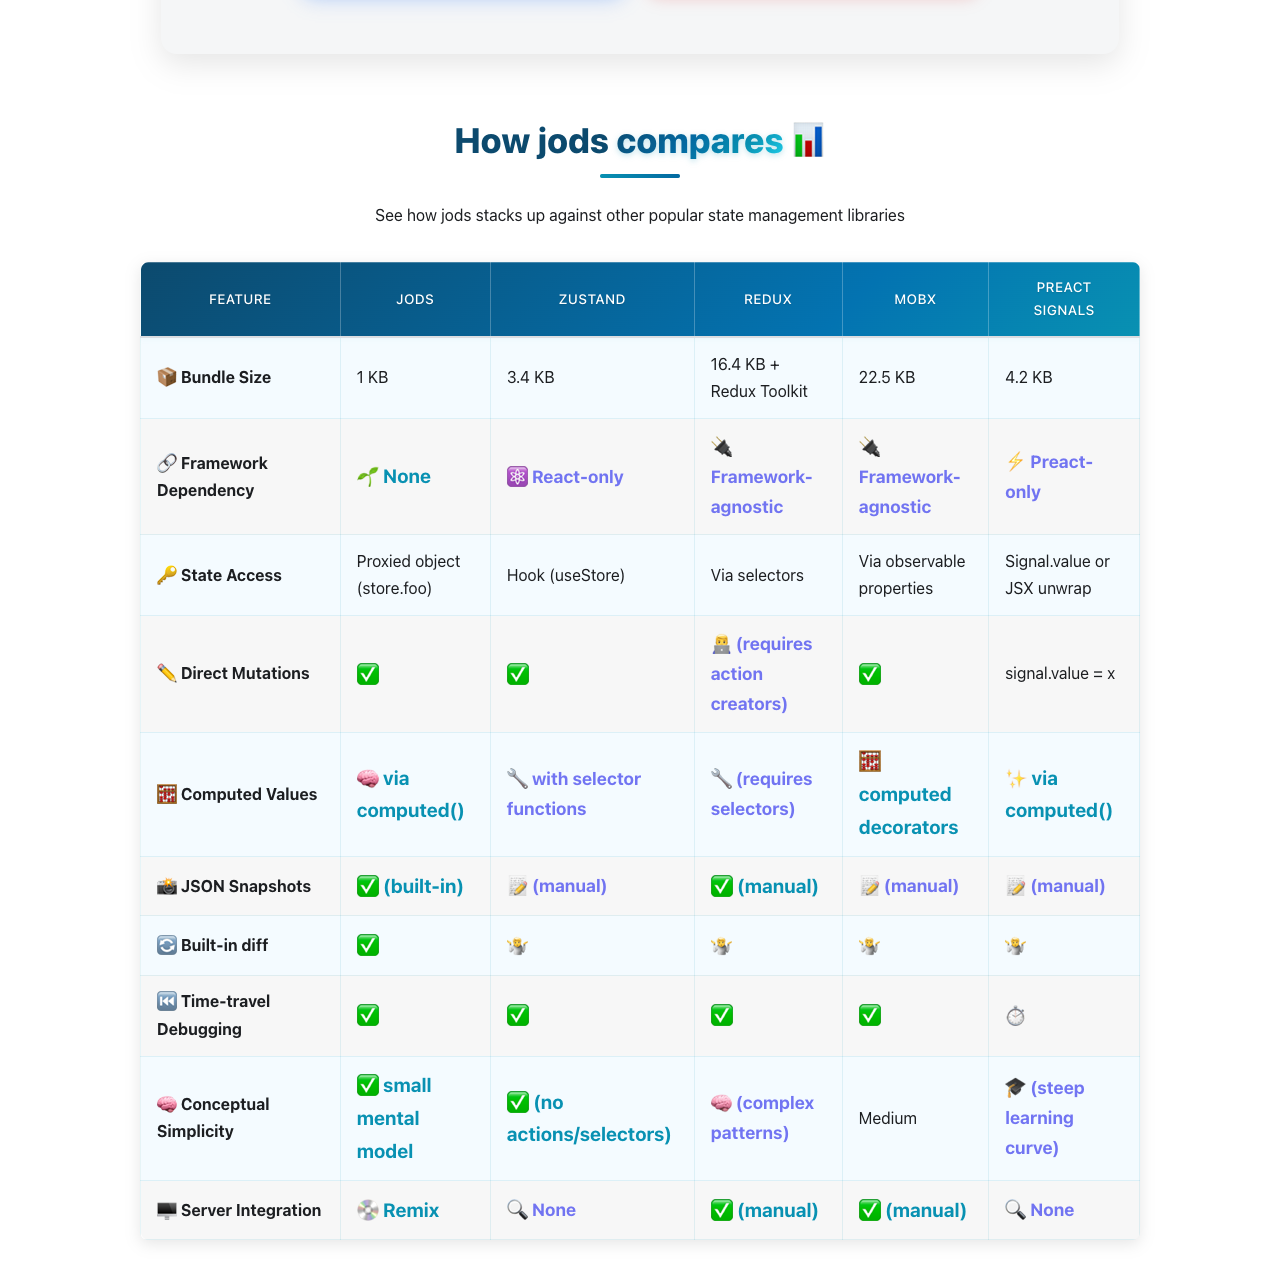 How jods compares 📊
See how jods stacks up against other popular state management libraries
FEATURE
JODS
ZUSTAND
REDUX
MOBX
PREACT
SIGNALS
📦 Bundle Size
1 KB
3.4 KB
16.4 KB +
Redux Toolkit
22.5 KB
4.2 KB
🔗 Framework
Dependency
🌱 None
⚛️ React-only
🔌
Framework-
agnostic
🔌
Framework-
agnostic
⚡ Preact-
only
🔑 State Access
Proxied object
(store.foo)
Hook (useStore)
Via selectors
Via observable
properties
Signal.value or
JSX unwrap
✏️ Direct Mutations
✅
✅
👨‍💻 (requires
action
creators)
✅
signal.value = x
🧮 Computed Values
🧠 via
computed()
🔧 with selector
functions
🔧 (requires
selectors)
🧮
computed
decorators
✨ via
computed()
📸 JSON Snapshots
✅ (built-in)
📝 (manual)
✅ (manual)
📝 (manual)
📝 (manual)
🔄 Built-in diff
✅
🤷
🤷
🤷
🤷
⏮️ Time-travel
Debugging
✅
✅
✅
✅
⏱️
🧠 Conceptual
Simplicity
✅ small
mental
model
✅ (no
actions/selectors)
🧠 (complex
patterns)
Medium
🎓 (steep
learning
curve)
🖥️ Server Integration
💿 Remix
🔍 None
✅ (manual)
✅ (manual)
🔍 None